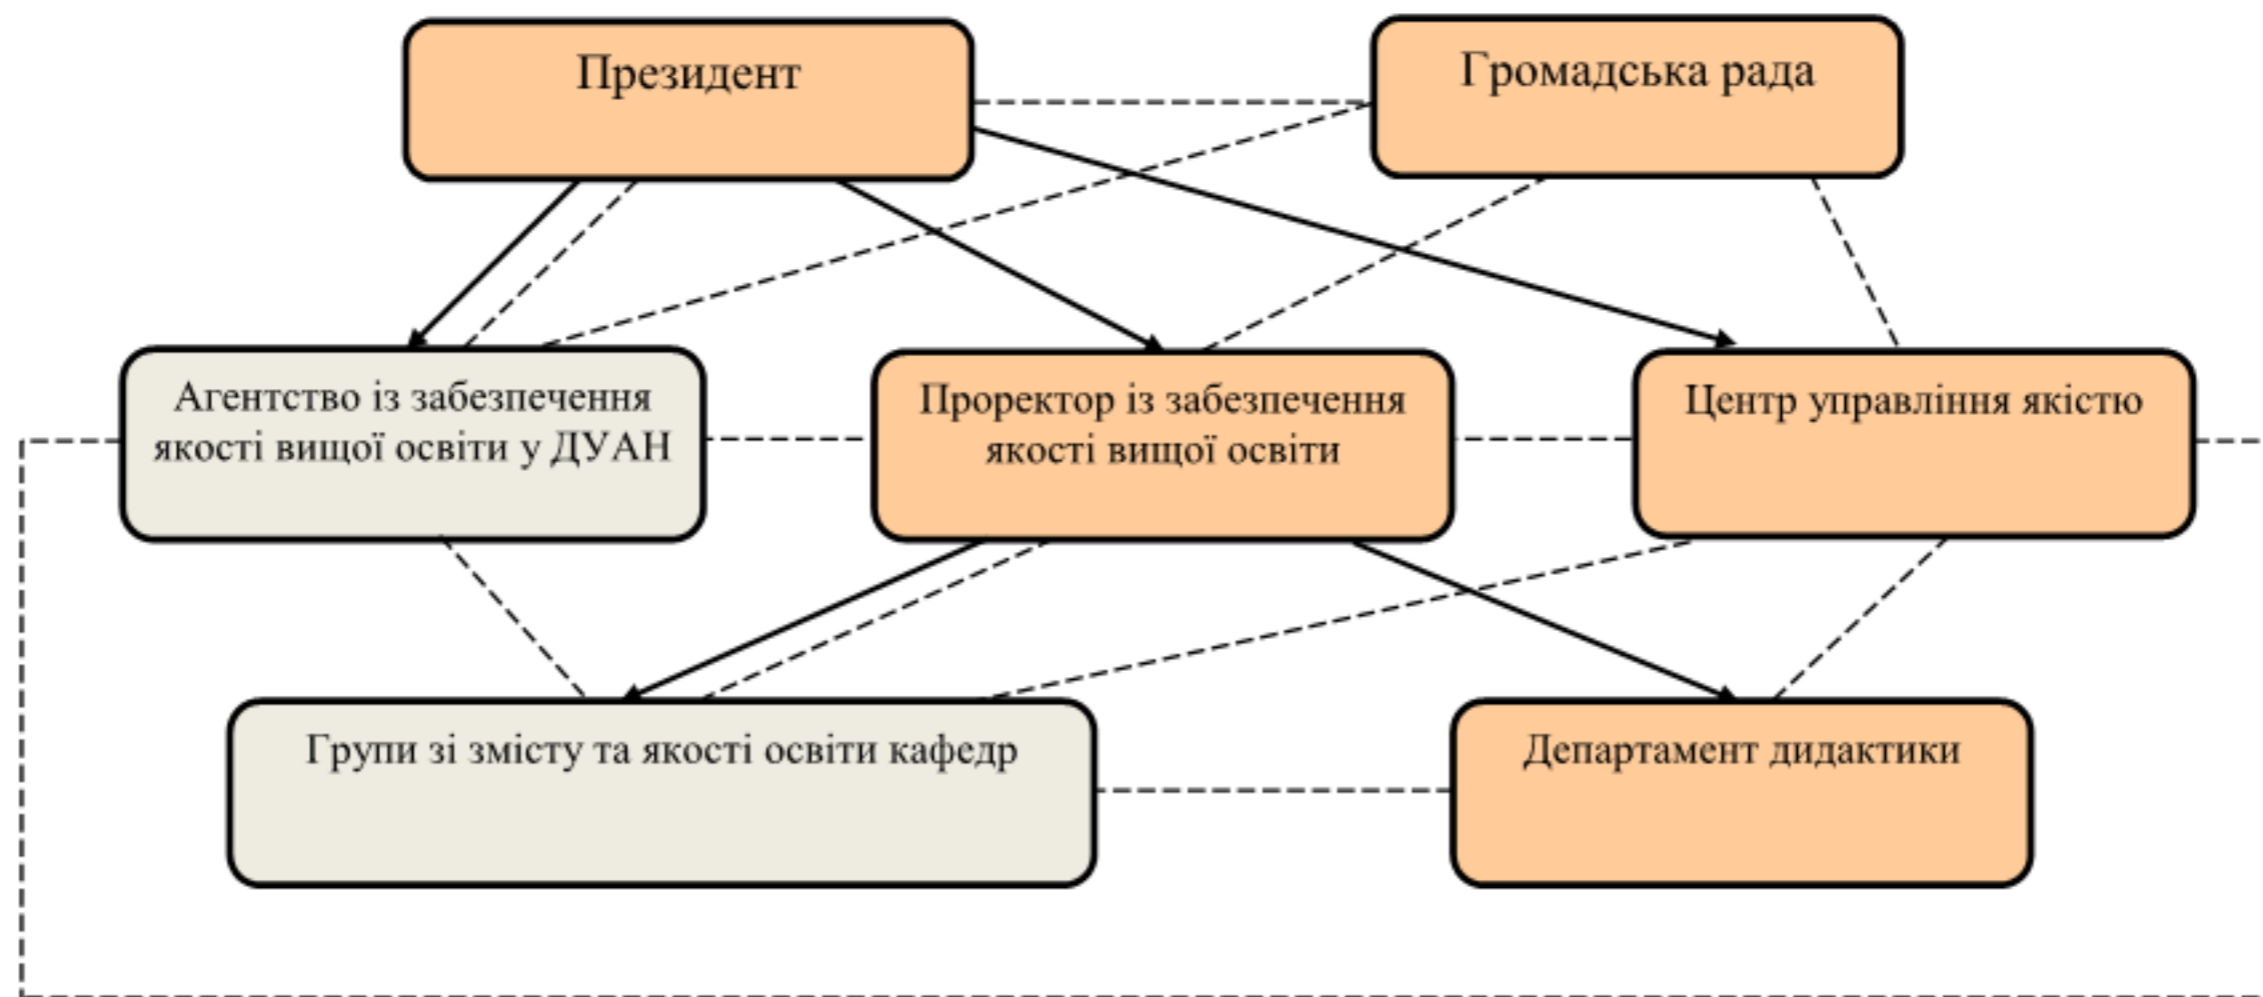 Президент
Громадська рада
Агентство із забезпечення
якості вищої освіти у ДУАН
Проректор із забезпечення
якості вищої освіти
Центр управління якістю
Групи зі змісту та якості освіти кафедр
Департамент дидактики